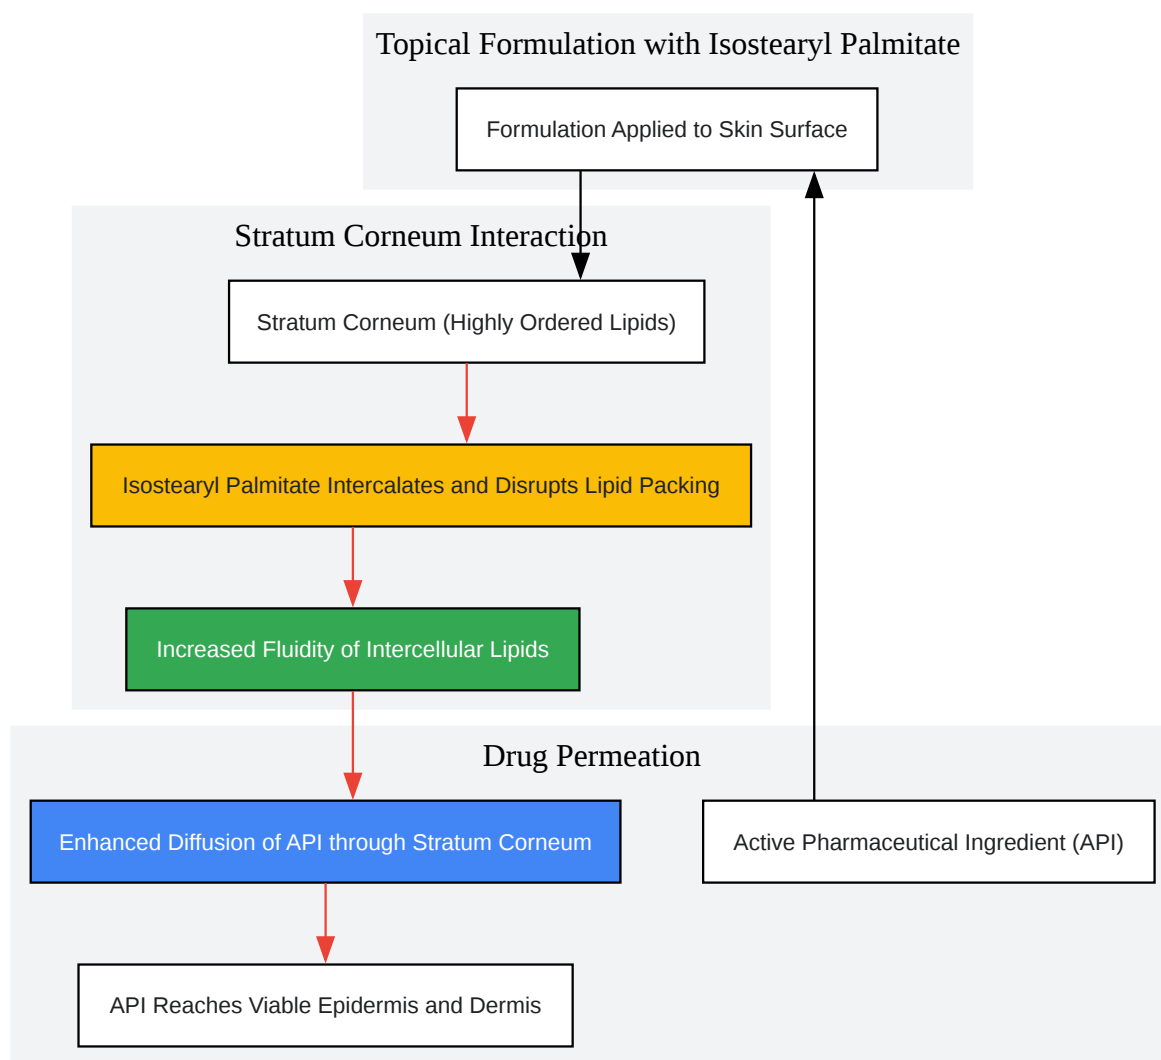 Topical Formulation with Isostearyl Palmitate
Formulation Applied to Skin Surface
Stratum Corneum Interaction
Stratum Corneum (Highly Ordered Lipids)
Isostearyl Palmitate Intercalates and Disrupts Lipid Packing
Increased Fluidity of Intercellular Lipids
Drug Permeation
Enhanced Diffusion of API through Stratum Corneum
Active Pharmaceutical Ingredient (API)
API Reaches Viable Epidermis and Dermis